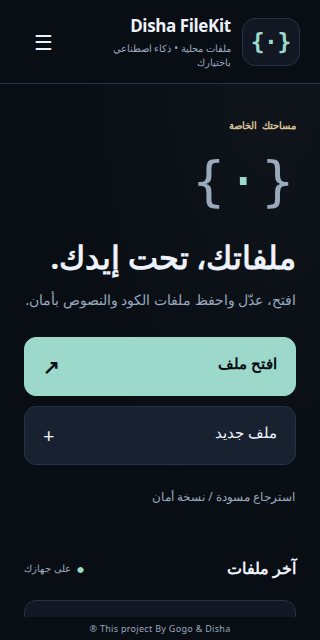 Disha FileKit
ملفات محلية • ذكاء اصطناعي
باختيارك
{·}
☰
مساحتك الخاصة
{·}
ملفاتك، تحت إيدك.
افتح، عدّل واحفظ ملفات الكود والنصوص بأمان.
افتح ملف ↗
ملف جديد +
استرجاع مسودة / نسخة أمان
آخر ملفات
● على جهازك
® This project By Google & Disha